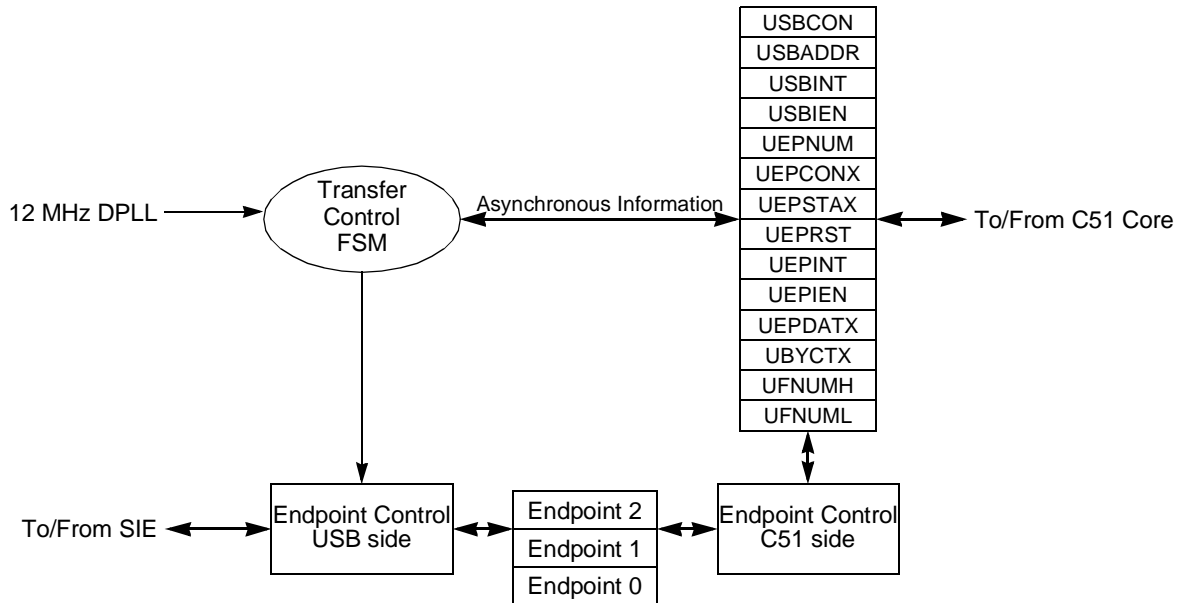 USBCON
USBADDR
USBINT
USBIEN
UEPNUM
UEPCONX
UEPSTAX
UEPRST
UEPINT
UEPIEN
UEPDATX
UBYCTX
UFNUMH
UFNUML
12 MHz DPLL
Transfer
Control
FSM
Asynchronous Information
To/From C51 Core
To/From SIE
Endpoint Control
USB side
Endpoint 2
Endpoint 1
Endpoint 0
Endpoint Control
C51 side